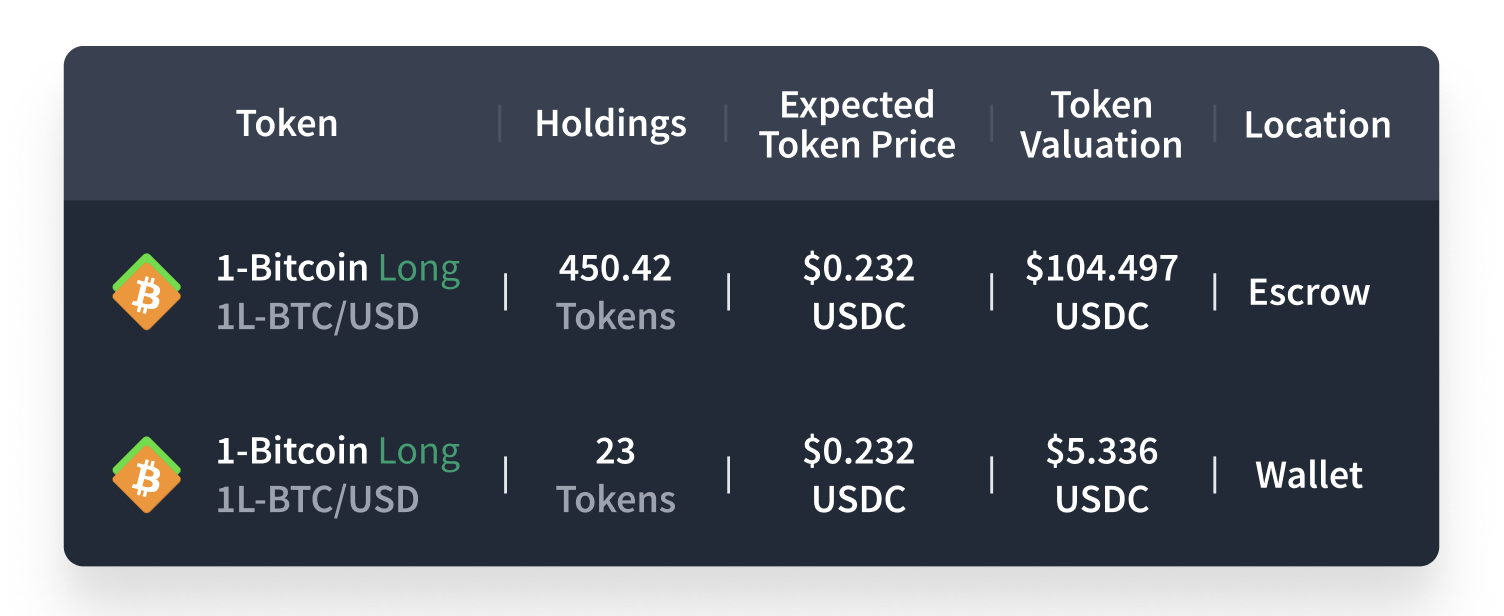 Token
Holdings
Expected
Token Price
Token
Valuation
Location
1-Bitcoin Long
1L-BTC/USD
450.42
Tokens
$0.232
USDC
$104.497
USDC
Escrow
1-Bitcoin Long
1L-BTC/USD
23
Tokens
$0.232
USDC
$5.336
USDC
Wallet